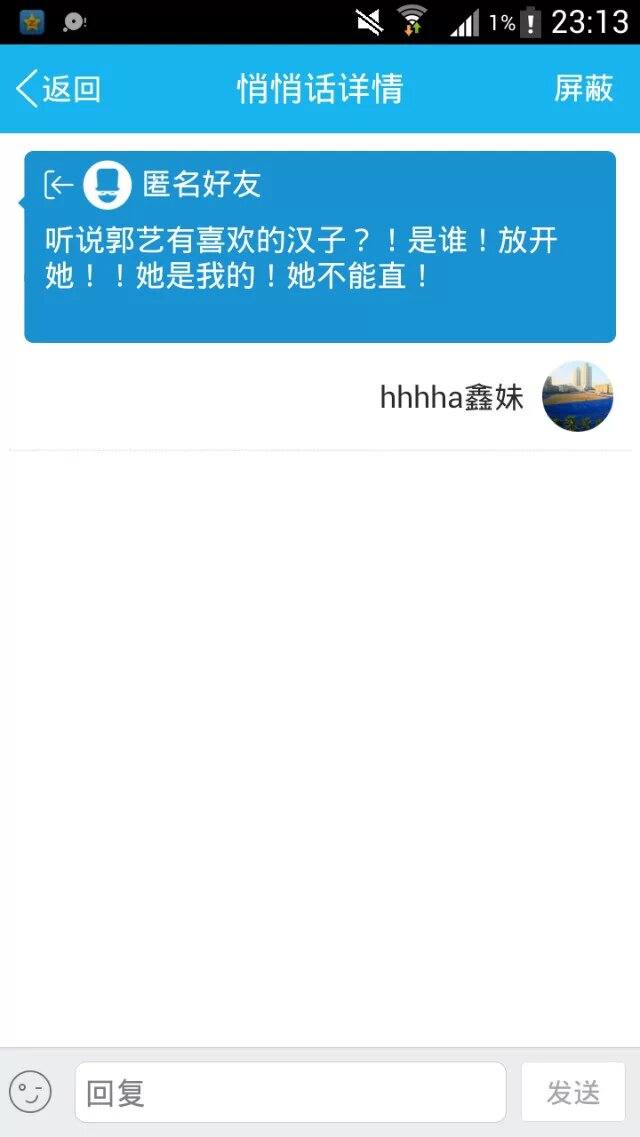 1% 23:13
返回 悄悄话详情 屏蔽
匿名好友
听说郭艺有喜欢的汉子？！是谁！放开
她！！她是我的！她不能直！
hhhha鑫妹
回复 发送